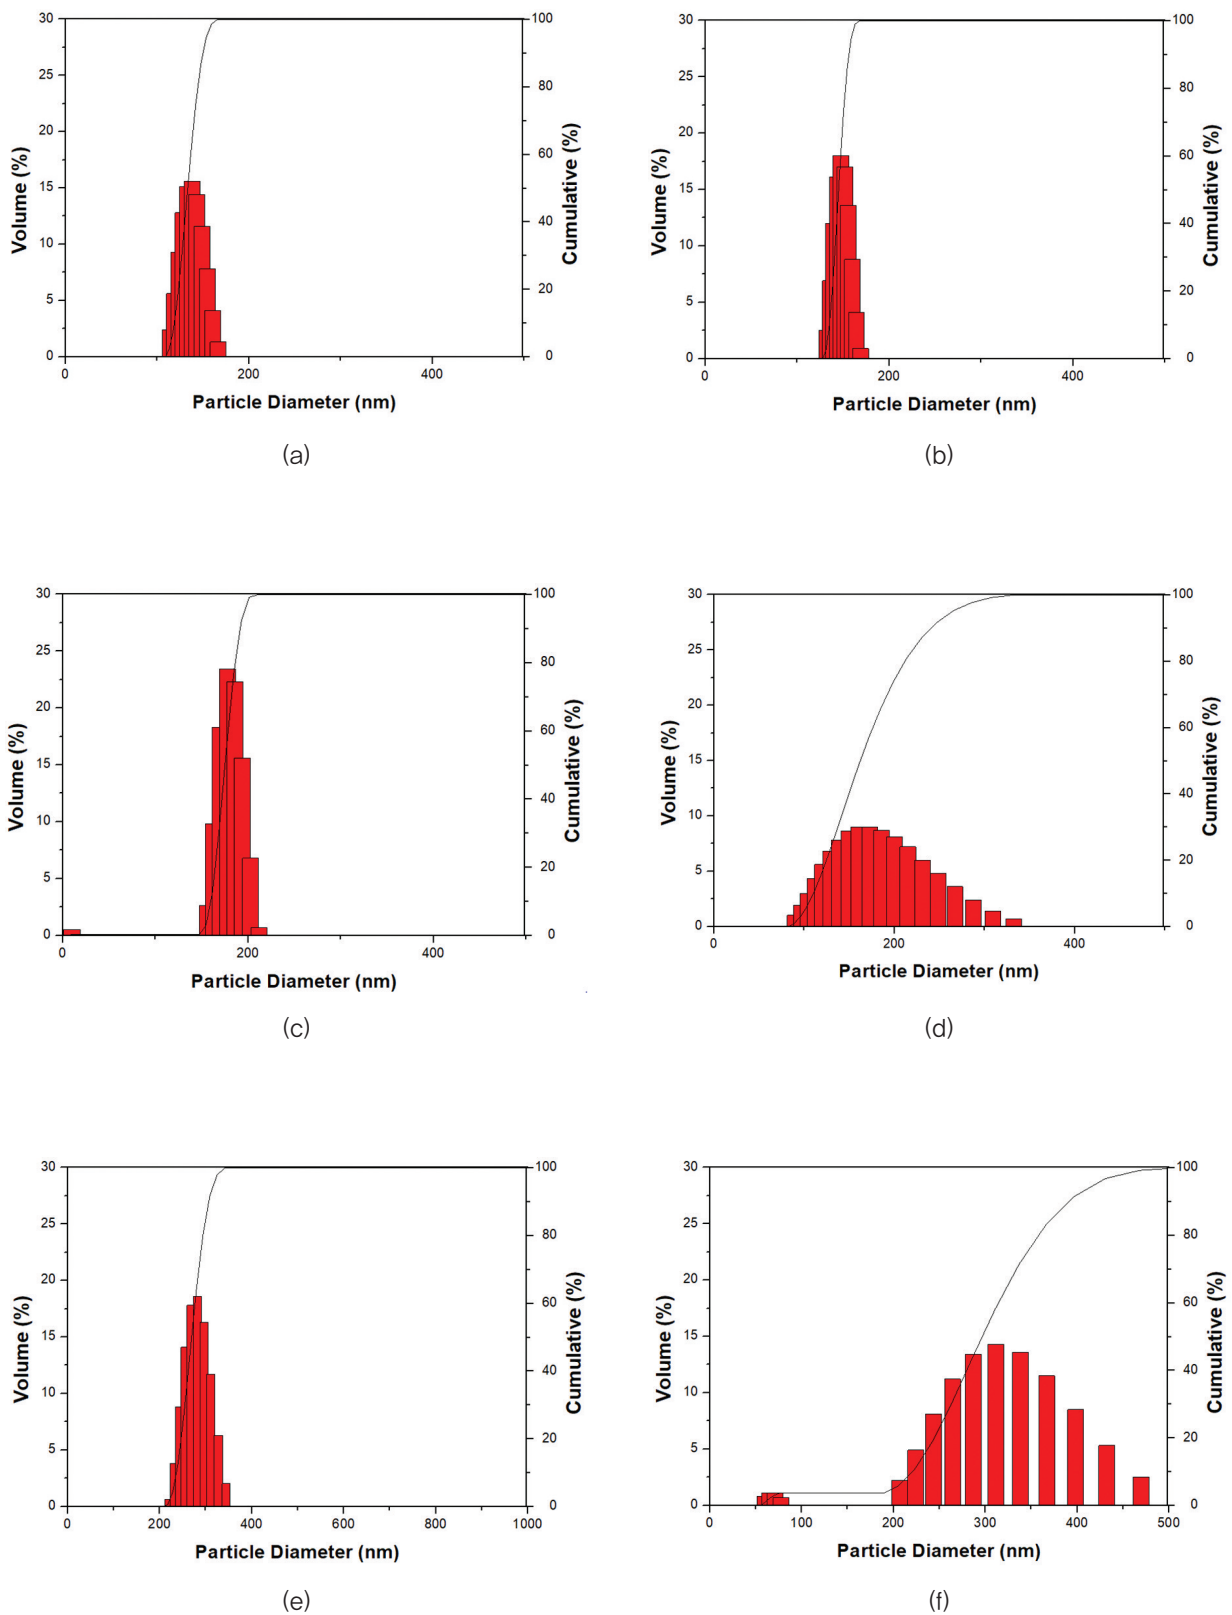 30
25
20
15
10
5
0
Volume (%)
100
80
60
40
20
0
Cumulative (%)
0 200 400
Particle Diameter (nm)
(a)
30
25
20
15
10
5
0
Volume (%)
100
80
60
40
20
0
Cumulative (%)
0 200 400
Particle Diameter (nm)
(b)
30
25
20
15
10
5
0
Volume (%)
100
80
60
40
20
0
Cumulative (%)
0 200 400
Particle Diameter (nm)
(c)
30
25
20
15
10
5
0
Volume (%)
100
80
60
40
20
0
Cumulative (%)
0 200 400
Particle Diameter (nm)
(d)
30
25
20
15
10
5
0
Volume (%)
100
80
60
40
20
0
Cumulative (%)
0 200 400 600 800 1000
Particle Diameter (nm)
(e)
30
25
20
15
10
5
0
Volume (%)
100
80
60
40
20
0
Cumulative (%)
0 100 200 300 400 500
Particle Diameter (nm)
(f)